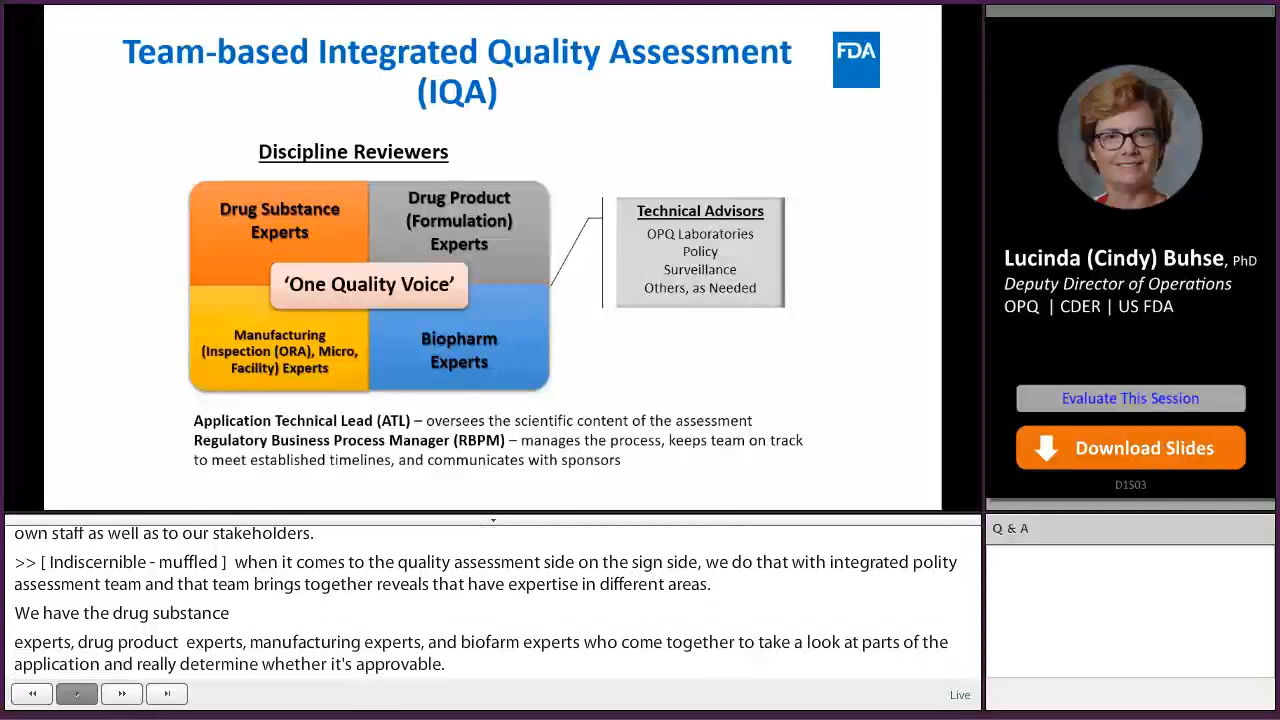 Team-based Integrated Quality Assessment
(IQA)
FDA
Discipline Reviewers
Drug Substance
Experts
Drug Product
(Formulation)
Experts
‘One Quality Voice’
Manufacturing
(Inspection (ORA), Micro,
Facility) Experts
Biopharm
Experts
Technical Advisors
OPQ Laboratories
Policy
Surveillance
Others, as Needed
Application Technical Lead (ATL) – oversees the scientific content of the assessment
Regulatory Business Process Manager (RBPM) – manages the process, keeps team on track
to meet established timelines, and communicates with sponsors
Lucinda (Cindy) Buhse, PhD
Deputy Director of Operations
OPQ | CDER | US FDA
Evaluate This Session
Download Slides
D1S03
own staff as well as to our stakeholders.
>> [ Indiscernible - muffled ] when it comes to the quality assessment side on the sign side, we do that with integrated polity
assessment team and that team brings together reveals that have expertise in different areas.
We have the drug substance
experts, drug product experts, manufacturing experts, and biofarm experts who come together to take a look at parts of the
application and really determine whether it's approvable.
Live
Q & A